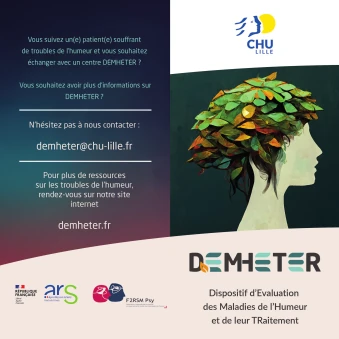 Vous suivez un(e) patient(e) souffrant
de troubles de l'humeur et vous souhaitez
échanger avec un centre DEMHETER ?
Vous souhaitez avoir plus d'informations sur
DEMHETER ?
N'hésitez pas à nous contacter :
demheter@chu-lille.fr
Pour plus de ressources
sur les troubles de l'humeur,
rendez-vous sur notre site
internet
demheter.fr
RÉPUBLIQUE
FRANÇAISE
ars
F2RSM Psy
CHU
LILLE
DEMHETER
Dispositif d'Evaluation
des Maladies de l'Humeur
et de leur TRaitement